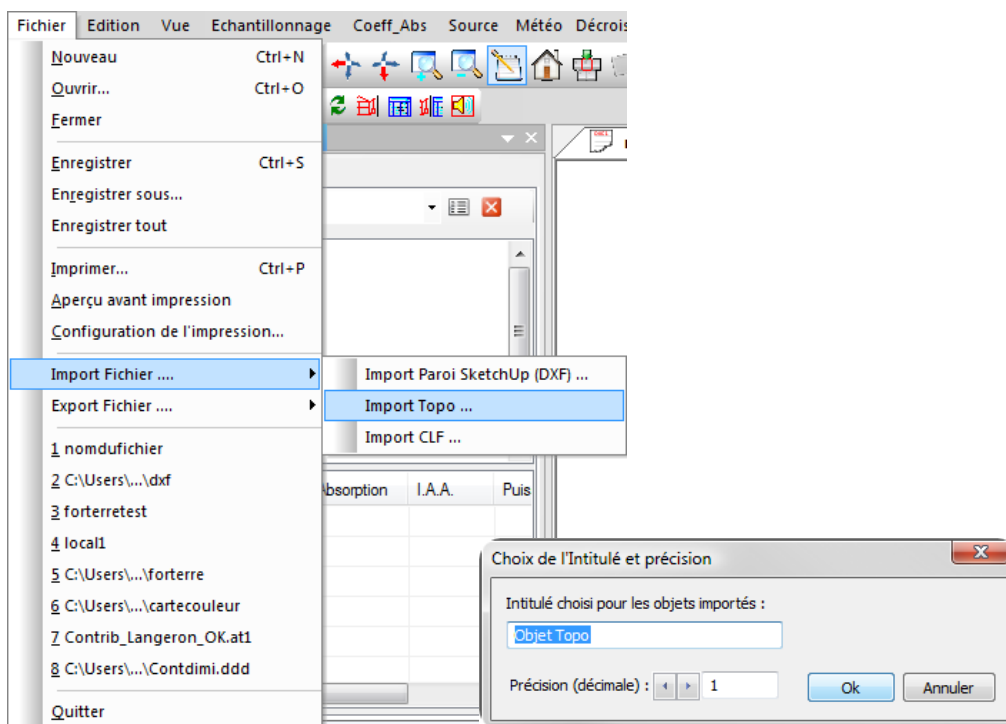 Fichier Edition Vue Echantillonnage Coeff_Abs Source Météo Décrois
Nouveau Ctrl+N
Ouvrir... Ctrl+O
Fermer
Enregistrer Ctrl+S
Enregistrer sous...
Enregistrer tout
Imprimer... Ctrl+P
Aperçu avant impression
Configuration de l'impression...
Import Fichier ....
Export Fichier ....
Import Paroi SketchUp (DXF) ...
Import Topo ...
Import CLF ...
1 nomdufichier
2 C:\Users\...\dxf
3 forterretest
4 local1
5 C:\Users\...\forterre
6 C:\Users\...\cartecouleur
7 Contrib_Langeron_OK.at1
8 C:\Users\...\Contdimi.ddd
Quitter
Absorption I.A.A. Puis
Choix de l'Intitulé et précision
Intitulé choisi pour les objets importés :
Objet Topo
Précision (décimale) : 1 Ok Annuler